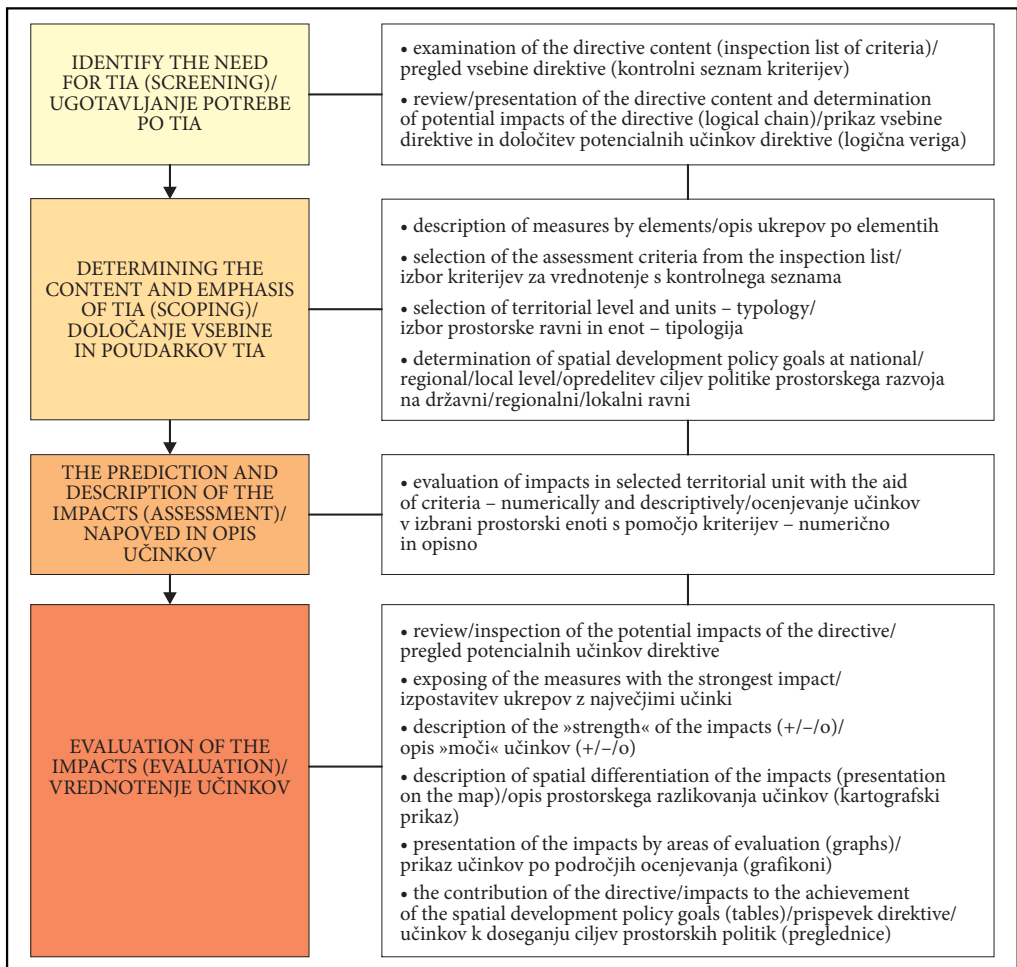 IDENTIFY THE NEED
FOR TIA (SCREENING)/
UGOTAVLJANJE POTREBE
PO TIA
• examination of the directive content (inspection list of criteria)/
pregled vsebine direktive (kontrolni seznam kriterijev)
• review/presentation of the directive content and determination
of potential impacts of the directive (logical chain)/prikaz vsebine
direktive in določitev potencialnih učinkov direktive (logična veriga)
DETERMINING THE
CONTENT AND EMPHASIS
OF TIA (SCOPING)/
DOLOČANJE VSEBINE
IN POUDARKOV TIA
• description of measures by elements/opis ukrepov po elementih
• selection of the assessment criteria from the inspection list/
izbor kriterijev za vrednotenje s kontrolnega seznama
• selection of territorial level and units – typology/
izbor prostorske ravni in enot – tipologija
• determination of spatial development policy goals at national/
regional/local level/opredelitev ciljev politike prostorskega razvoja
na državni/regionalni/lokalni ravni
THE PREDICTION AND
DESCRIPTION OF THE
IMPACTS (ASSESSMENT)/
NAPOVED IN OPIS
UČINKOV
• evaluation of impacts in selected territorial unit with the aid
of criteria – numerically and descriptively/ocenjevanje učinkov
v izbrani prostorski enoti s pomočjo kriterijev – numerično
in opisno
EVALUATION OF THE
IMPACTS (EVALUATION)/
VREDNOTENJE UČINKOV
• review/inspection of the potential impacts of the directive/
pregled potencialnih učinkov direktive
• exposing of the measures with the strongest impact/
izpostavitev ukrepov z največjimi učinki
• description of the »strength« of the impacts (+/–/o)/
opis »moči« učinkov (+/–/o)
• description of spatial differentiation of the impacts (presentation
on the map)/opis prostorskega razlikovanja učinkov (kartografski
prikaz)
• presentation of the impacts by areas of evaluation (graphs)/
prikaz učinkov po področjih ocenjevanja (grafikoni)
• the contribution of the directive/impacts to the achievement
of the spatial development policy goals (tables)/prispevek direktive/
učinkov k doseganju ciljev prostorskih politik (preglednice)